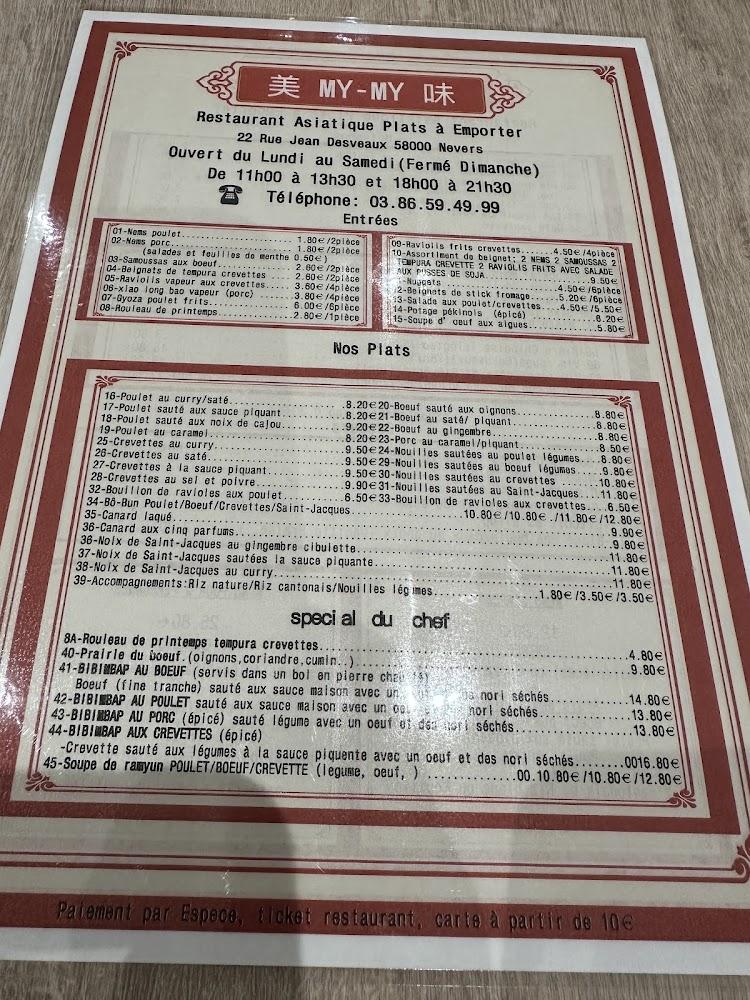 美 MY-MY 味
Restaurant Asiatique Plats à Emporter
22 Rue Jean Desveaux 58000 Nevers
Ouvert du Lundi au Samedi(Fermé Dimanche)
De 11h00 à 13h30 et 18h00 à 21h30
Téléphone: 03.86.59.49.99
Entrées
01-Nems poulet.......................1.80€/2pièce
02-Nems porc.........................1.80€/2pièce
(salades et feuilles de menthe 0.50€)
03-Samoussas au boeuf................2.80€/2pièce
04-Beignets de tempura crevettes.....2.60€/2pièce
05-Raviolis vapeur aux crevettes.....3.60€/4pièce
06-xiao long bao vapeur (porc).......3.80€/4pièce
07-Gyoza poulet frits................6.00€/6pièce
08-Rouleau de printemps..............2.80€/1pièce
09-Raviolis frits crevettes......4.50€/4pièce
10-Assortiment de beignet: 2 NEMS 2 SAMOUSSAS 2
TEMPURA CREVETTE 2 RAVIOLIS FRITS AVEC SALADE
AUX PUSSES DE SOJA...................9.50€
Nuggets..........................4.50€/6pièce
12-Beignets de stick fromage.....5.20€/6pièce
13-Salade au poulet/crevettes....4.50€/5.50€
14-Potage pékinois (épicé)...........6.20€
15-Soupe d'oeuf aux algues...........5.80€
Nos Plats
16-Poulet au curry/saté.......................8.20€
17-Poulet sauté aux sauce piquant.............8.20€
18-Poulet sauté aux noix de cajou.............9.20€
19-Poulet au caramel..........................8.20€
25-Crevettes au curry.........................9.50€
26-Crevettes au saté..........................9.50€
27-Crevettes à la sauce piquant...............9.50€
28-Crevettes au sel et poivre.................9.90€
32-Bouillon de ravioles aux poulet............6.50€
20-Boeuf sauté aux oignons....................8.80€
21-Boeuf au saté/ piquant.....................8.80€
22-Boeuf au gingembre.........................8.80€
23-Porc au caramel/piquant....................8.50€
24-Nouilles sautées au poulet légumes....8.80€
29-Nouilles sautées au boeuf légumes.....9.80€
30-Nouilles sautées au crevettes ........10.80€
31-Nouilles sautées au Saint-Jacques....11.80€
33-Bouillon de ravioles aux crevettes....6.50€
34-Bô-Bun Poulet/Boeuf/Crevettes/Saint-Jacques............10.80€/10.80€./11.80€/12.80€
35-Canard laqué...........................................9.90€
36-Canard aux cinq parfums................................9.80€
36-Noix de Saint-Jacques au gingembre cibulette...........11.80€
37-Noix de Saint-Jacques sautées la sauce piquante........11.80€
38-Noix de Saint-Jacques au curry.........................11.80€
39-Accompagnements:Riz nature/Riz cantonais/Nouilles légumes............1.80€/3.50€/3.50€
special du chef
8A-Rouleau de printemps tempura crevettes.................4.80€
40-Prairie du boeuf.(oignons,coriandre,cumin..)...........9.80€
41-BIBIMBAP AU BOEUF (servis dans un bol en pierre
Boeuf (fine tranche) sauté aux sauce maison avec un nori séchés............14.80€
42-BIBIMBAP AU POULET sauté aux sauce maison avec un nori séchés............13.80€
43-BIBIMBAP AU PORC (épicé) sauté légume avec un oeuf et des nori séchés............13.80€
44-BIBIMBAP AUX CREVETTES (épicé)
-Crevette sauté aux légumes à la sauce piquente avec un oeuf et des nori séchés........0016.80€
45-Soupe de ramyun POULET/BOEUF/CREVETTE (legume, oeuf, ) ............00.10.80€/10.80€/12.80€
Paiement par Espece, ticket restaurant, carte à partir de 10€